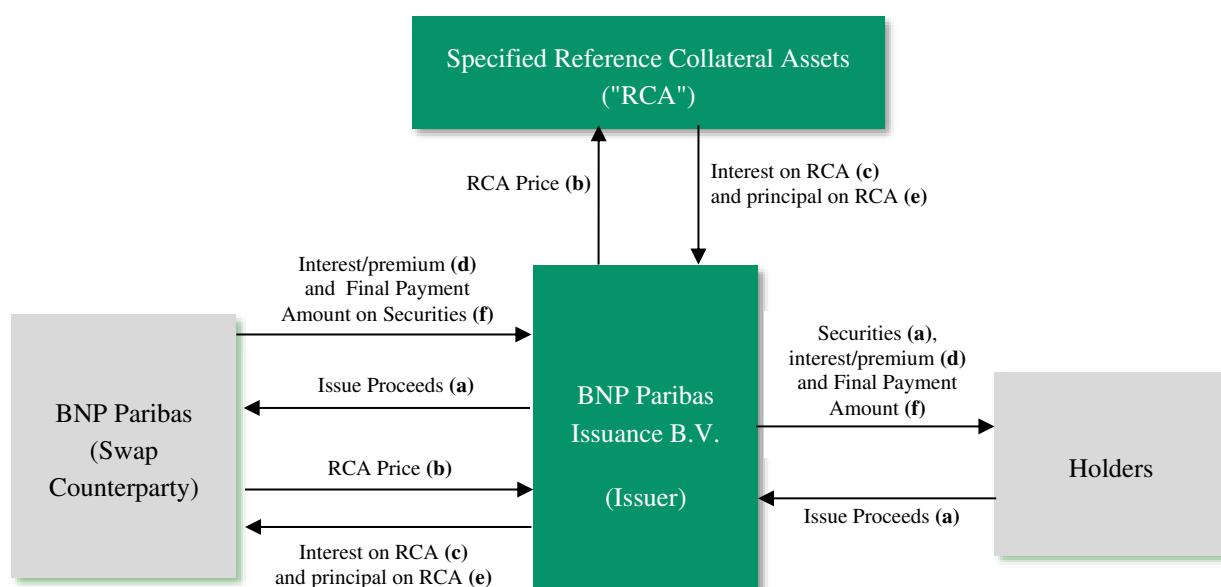 Specified Reference Collateral Assets
("RCA")
RCA Price (b)
Interest on RCA (c)
and principal on RCA (e)
Interest/premium (d)
and Final Payment
Amount on Securities (f)
Issue Proceeds (a)
RCA Price (b)
Interest on RCA (c)
and principal on RCA (e)
BNP Paribas
(Swap
Counterparty)
BNP Paribas
Issuance B.V.
(Issuer)
Securities (a),
interest/premium (d)
and Final Payment
Amount (f)
Issue Proceeds (a)
Holders